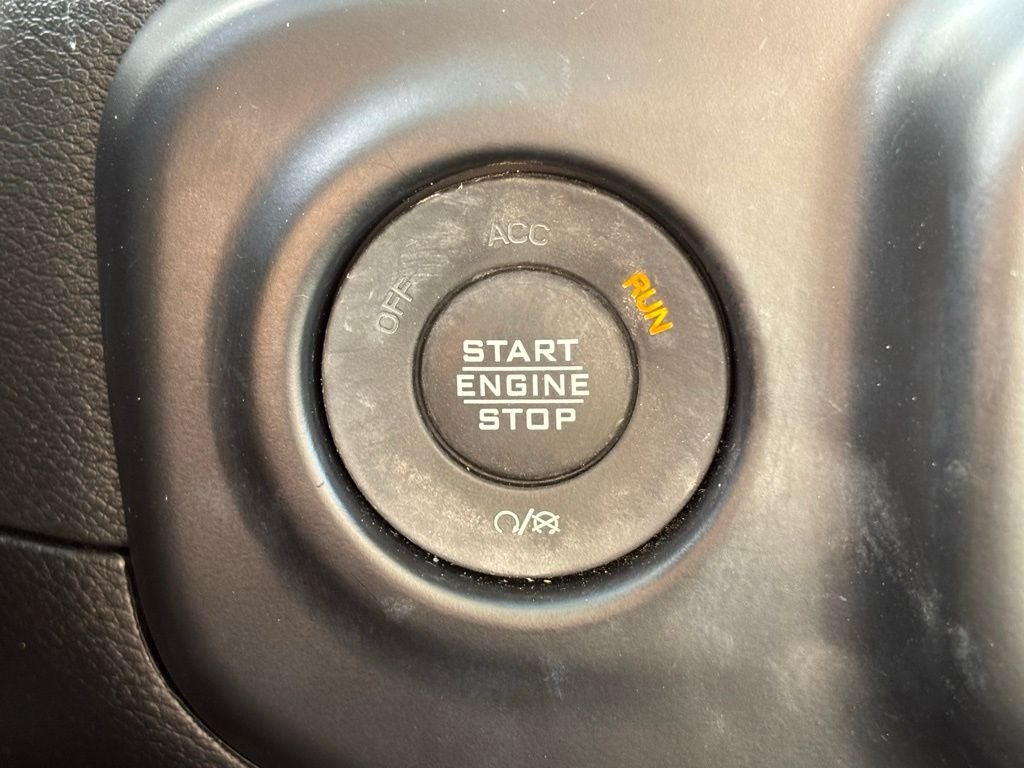 ACC
OFF
RUN
START
ENGINE
STOP